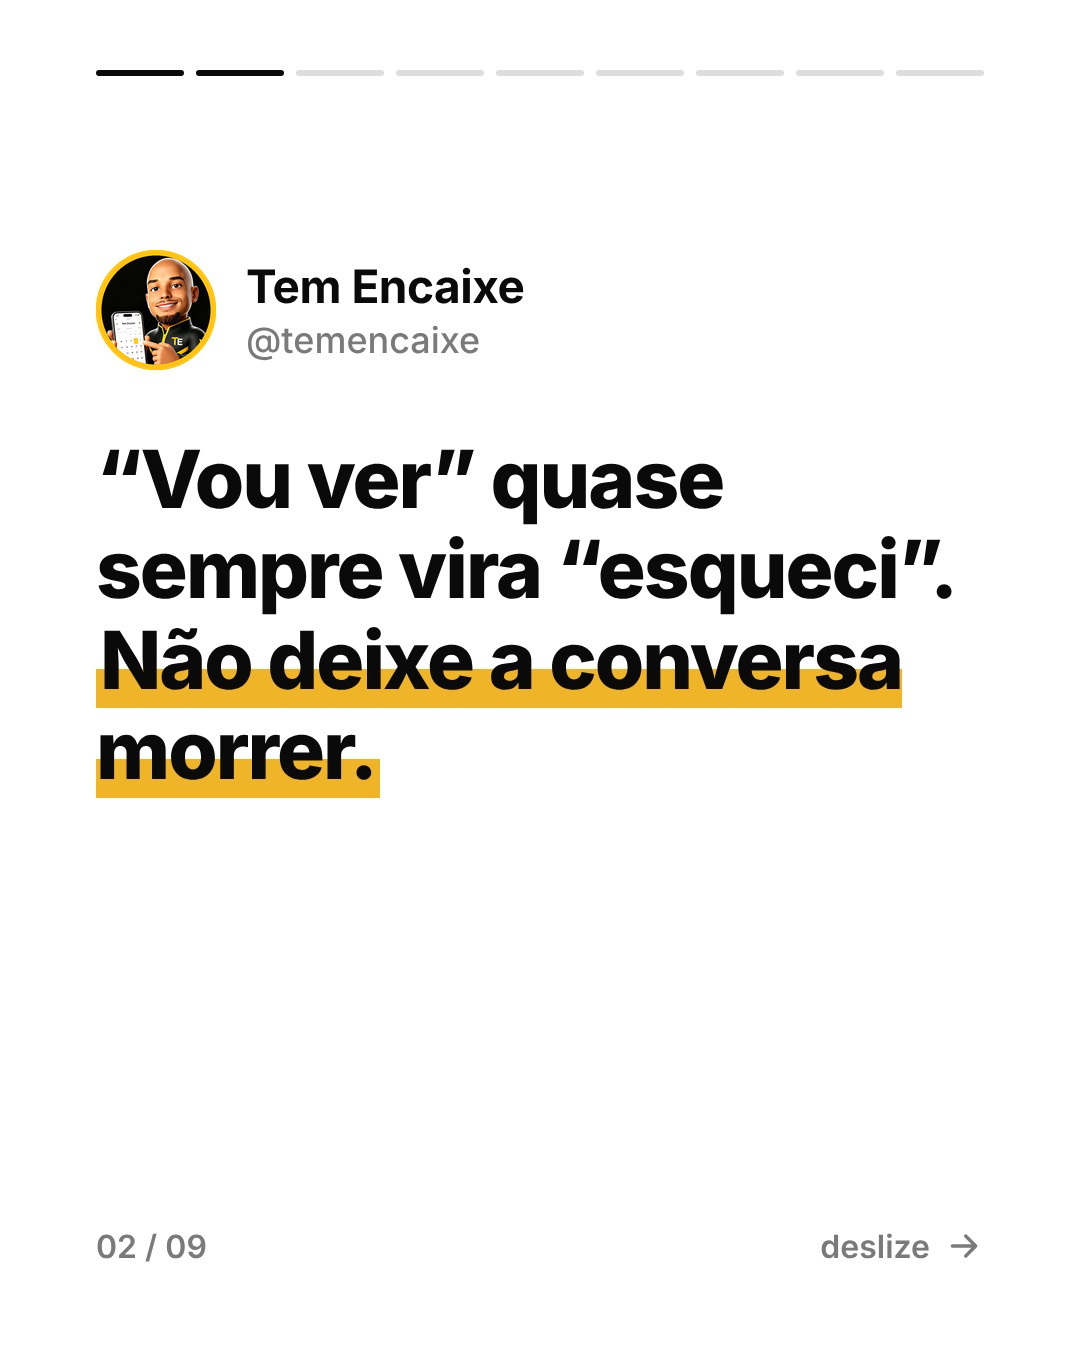 Tem Encaixe
@temencaixe
“Vou ver” quase
sempre vira “esqueci”.
Não deixe a conversa
morrer.
02 / 09
deslize →